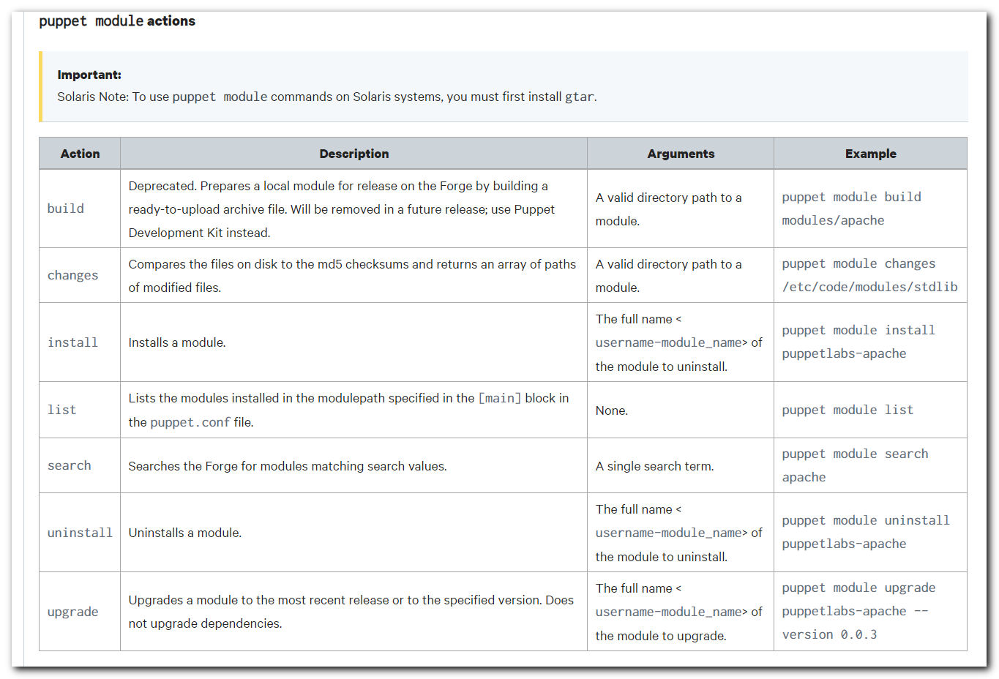 puppet module actions
Important:
Solaris Note: To use puppet module commands on Solaris systems, you must first install gtar.
Action Description Arguments Example
build
Deprecated. Prepares a local module for release on the Forge by building a
ready-to-upload archive file. Will be removed in a future release; use Puppet
Development Kit instead.
A valid directory path to a
module.
puppet module build
modules/apache
changes
Compares the files on disk to the md5 checksums and returns an array of paths
of modified files.
A valid directory path to a
module.
puppet module changes
/etc/code/modules/stdlib
install
Installs a module.
The full name <
username-module_name> of
the module to uninstall.
puppet module install
puppetlabs-apache
list
Lists the modules installed in the modulepath specified in the [main] block in
the puppet.conf file.
None.
puppet module list
search
Searches the Forge for modules matching search values.
A single search term.
puppet module search
apache
uninstall
Uninstalls a module.
The full name <
username-module_name> of
the module to uninstall.
puppet module uninstall
puppetlabs-apache
upgrade
Upgrades a module to the most recent release or to the specified version. Does
not upgrade dependencies.
The full name <
username-module_name> of
the module to upgrade.
puppet module upgrade
puppetlabs-apache --
version 0.0.3